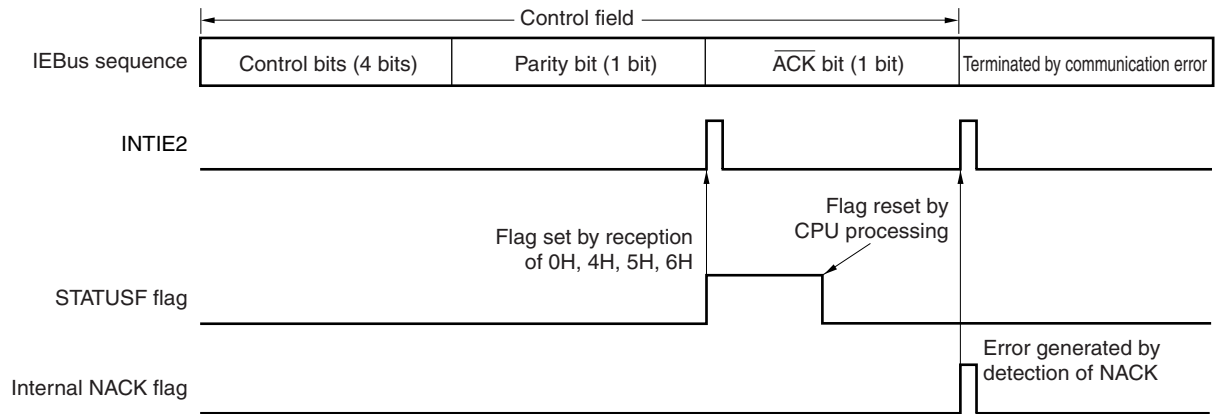 Control field
IEBus sequence
Control bits (4 bits)
Parity bit (1 bit)
ACK bit (1 bit)
Terminated by communication error
INTIE2
Flag set by reception
of 0H, 4H, 5H, 6H
Flag reset by
CPU processing
STATUSF flag
Error generated by
detection of NACK
Internal NACK flag